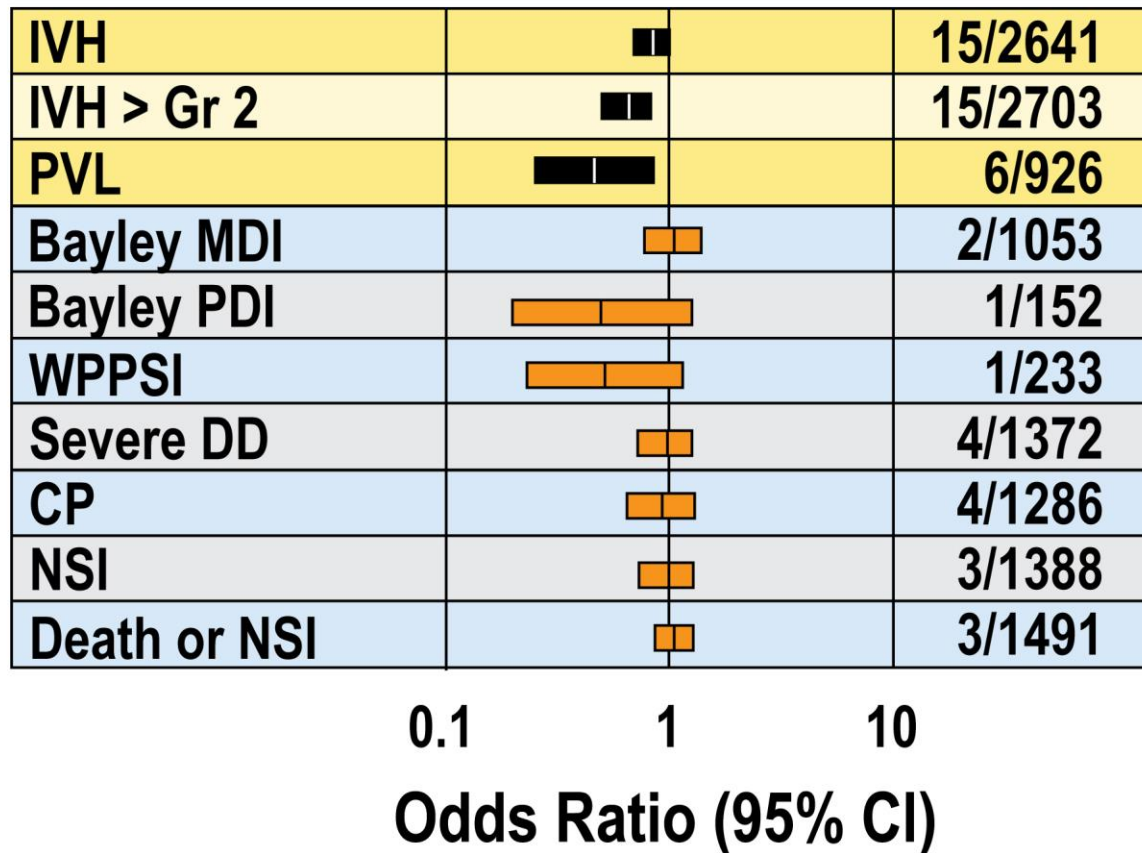 IVH 15/2641
IVH > Gr 2 15/2703
PVL 6/926
Bayley MDI 2/1053
Bayley PDI 1/152
WPPSI 1/233
Severe DD 4/1372
CP 4/1286
NSI 3/1388
Death or NSI 3/1491
0.1 1 10
Odds Ratio (95% CI)